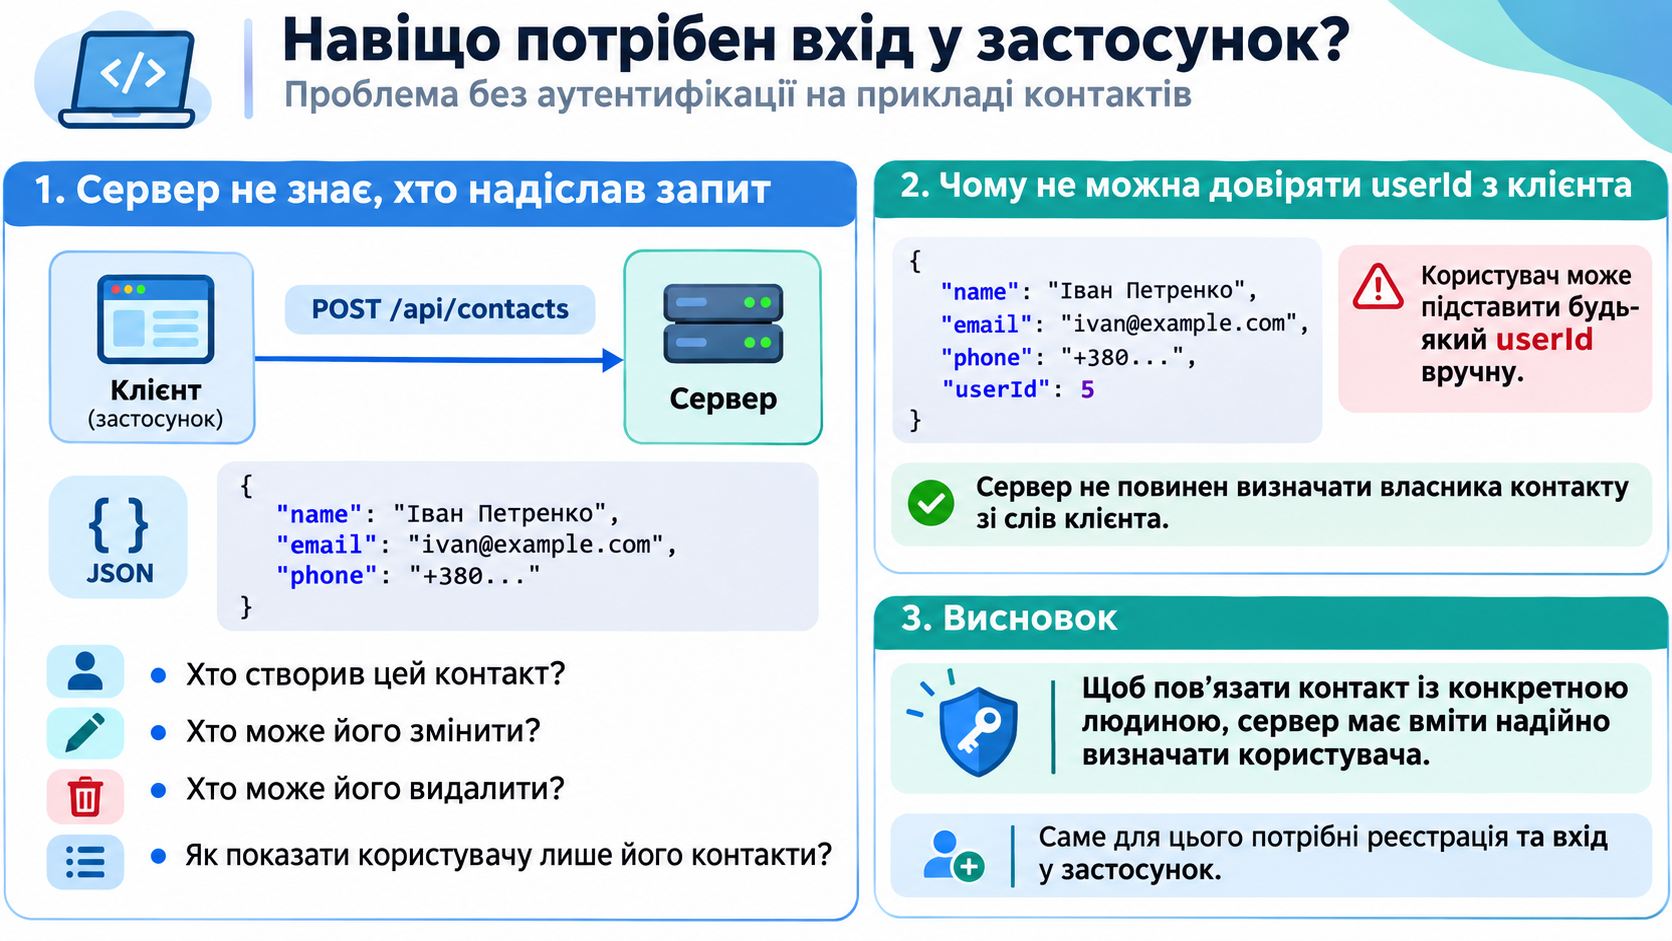 </>
Навіщо потрібен вхід у застосунок?
Проблема без аутентифікації на прикладі контактів
1. Сервер не знає, хто надіслав запит
Клієнт
(застосунок)
POST /api/contacts
Сервер
{ }
JSON
{
"name": "Іван Петренко",
"email": "ivan@example.com",
"phone": "+380..."
}
• Хто створив цей контакт?
• Хто може його змінити?
• Хто може його видалити?
• Як показати користувачу лише його контакти?
2. Чому не можна довіряти userId з клієнта
{
"name": "Іван Петренко",
"email": "ivan@example.com",
"phone": "+380...",
"userId": 5
}
Користувач може
підставити будь-
який userId
вручну.
Сервер не повинен визначати власника контакту
зі слів клієнта.
3. Висновок
Щоб пов’язати контакт із конкретною
людиною, сервер має вміти надійно
визначати користувача.
Саме для цього потрібні реєстрація та вхід
у застосунок.